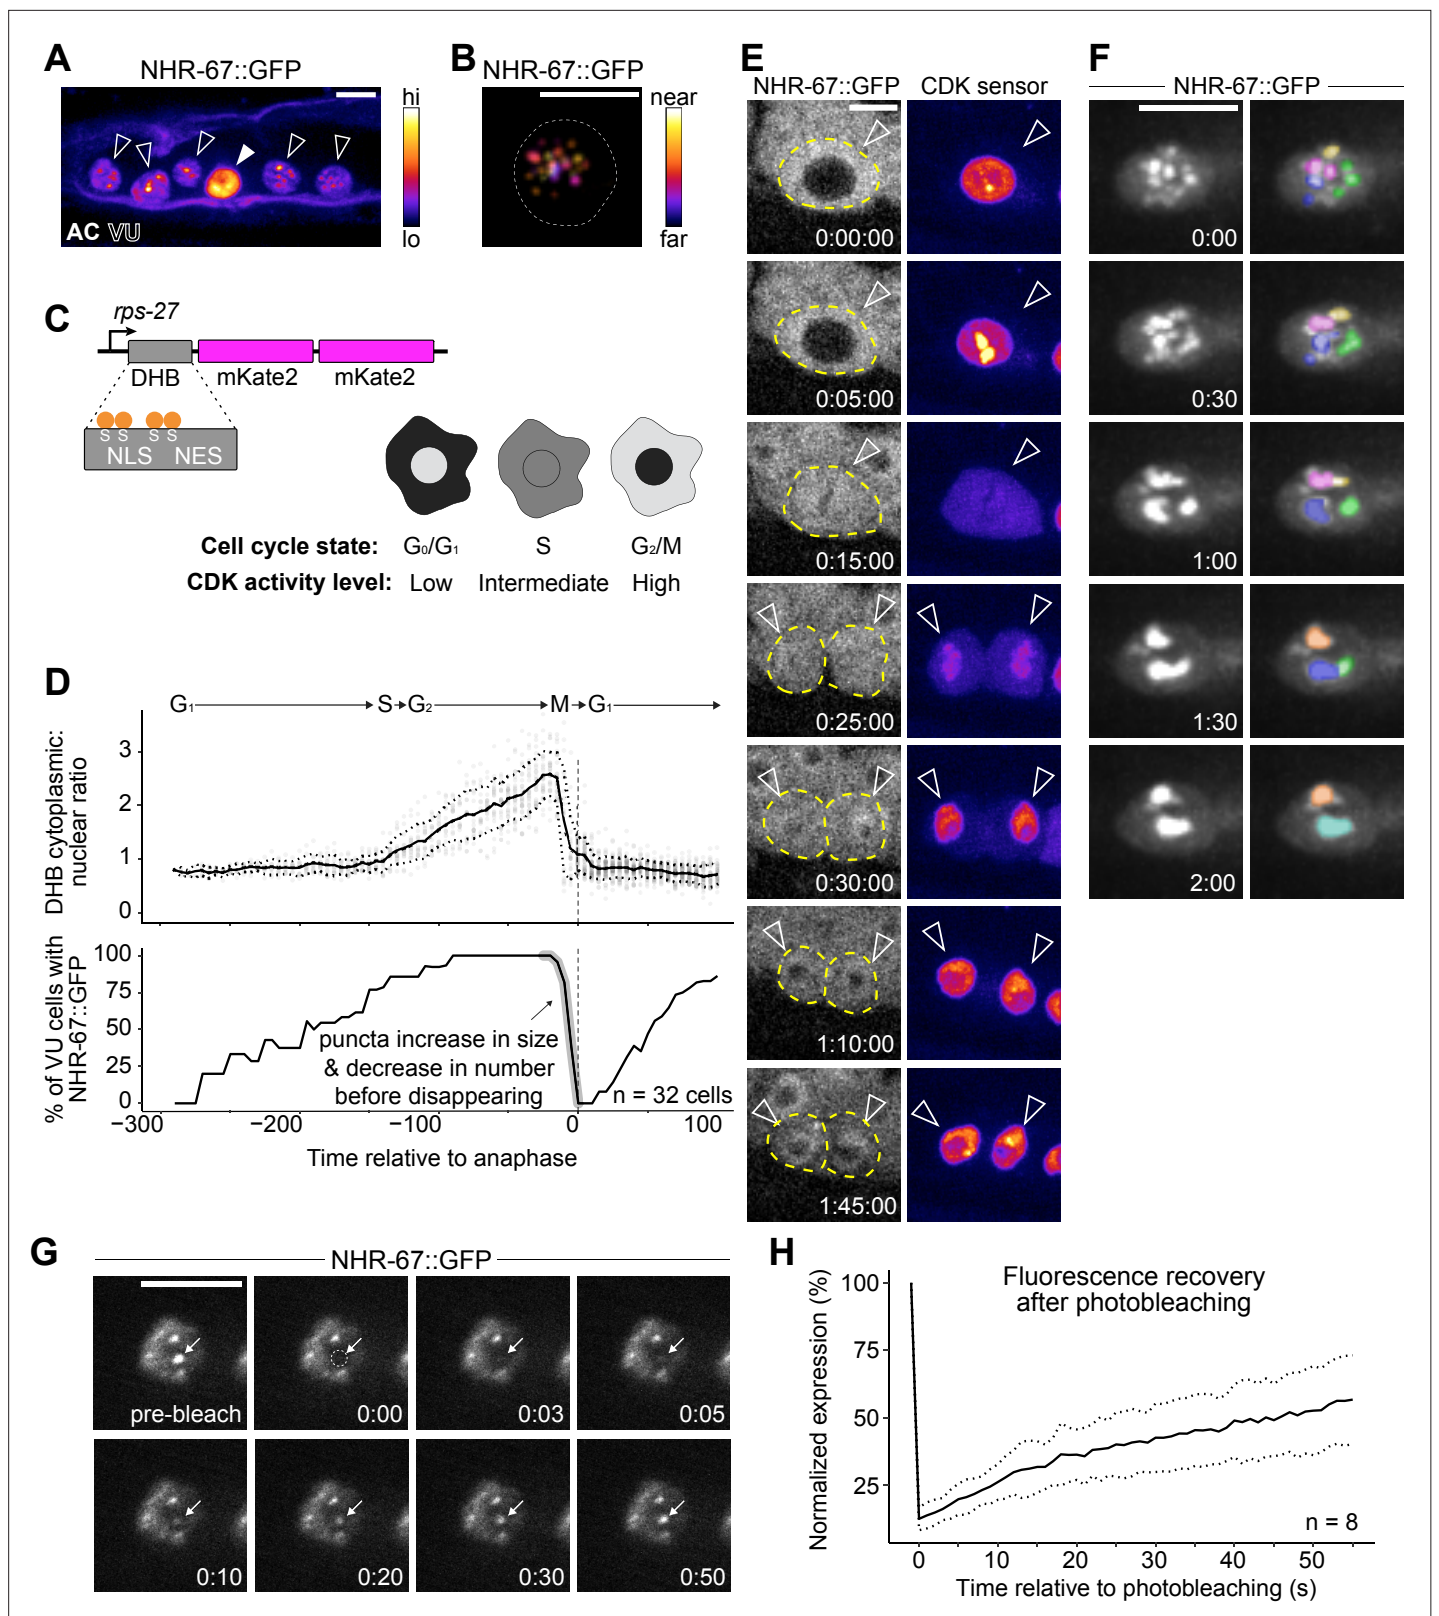 A
NHR-67::GFP
hi
lo
AC VU
B
NHR-67::GFP
near
far
C
rps-27
DHB
mKate2
mKate2
S S S S
NLS NES
Cell cycle state: G0/G1 S G2/M
CDK activity level: Low Intermediate High
D
G1 S G2 M G1
DHB cytoplasmic:
nuclear ratio
3
2
1
0
% of VU cells with
NHR-67::GFP
100
75
50
25
0
puncta increase in size
& decrease in number
before disappearing
n = 32 cells
−300 −200 −100 0 100
Time relative to anaphase
E
NHR-67::GFP CDK sensor
0:00:00
0:05:00
0:15:00
0:25:00
0:30:00
1:10:00
1:45:00
F
NHR-67::GFP
0:00
0:30
1:00
1:30
2:00
G
NHR-67::GFP
pre-bleach 0:00 0:03 0:05
0:10 0:20 0:30 0:50
H
Fluorescence recovery
after photobleaching
Normalized expression (%)
100
75
50
25
n = 8
0 10 20 30 40 50
Time relative to photobleaching (s)